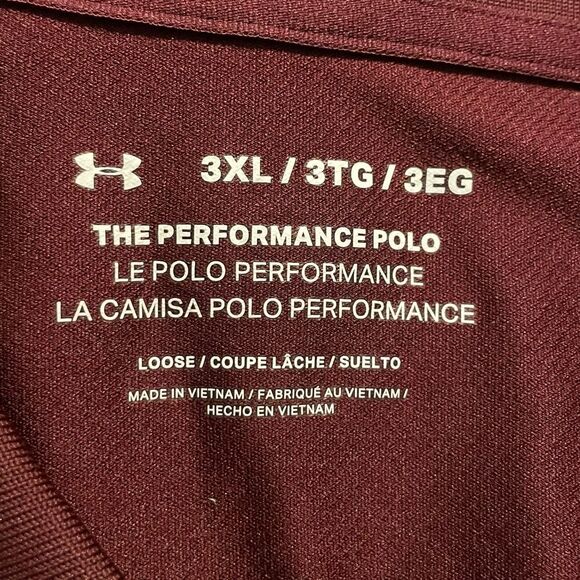 3XL / 3TG / 3EG
THE PERFORMANCE POLO
LE POLO PERFORMANCE
LA CAMISA POLO PERFORMANCE
LOOSE / COUPE LÂCHE / SUELTO
MADE IN VIETNAM / FABRIQUÉ AU VIETNAM /
HECHO EN VIETNAM